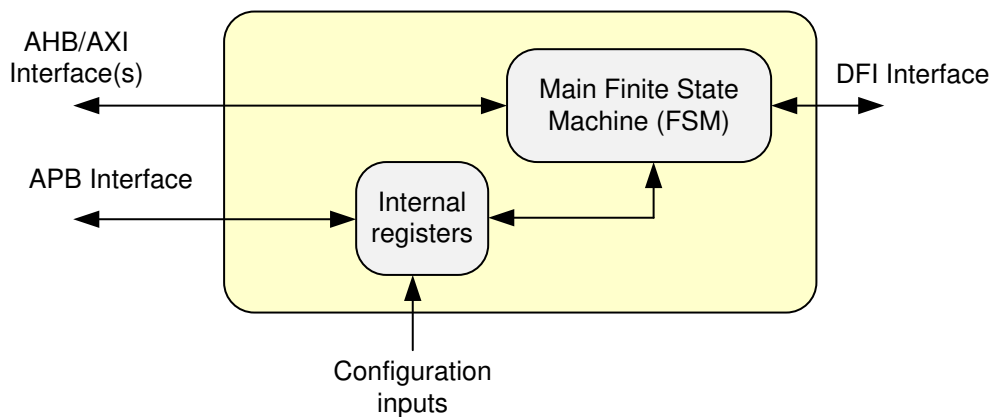 AHB/AXI
Interface(s)
Main Finite State
Machine (FSM)
DFI Interface
APB Interface
Internal
registers
Configuration
inputs